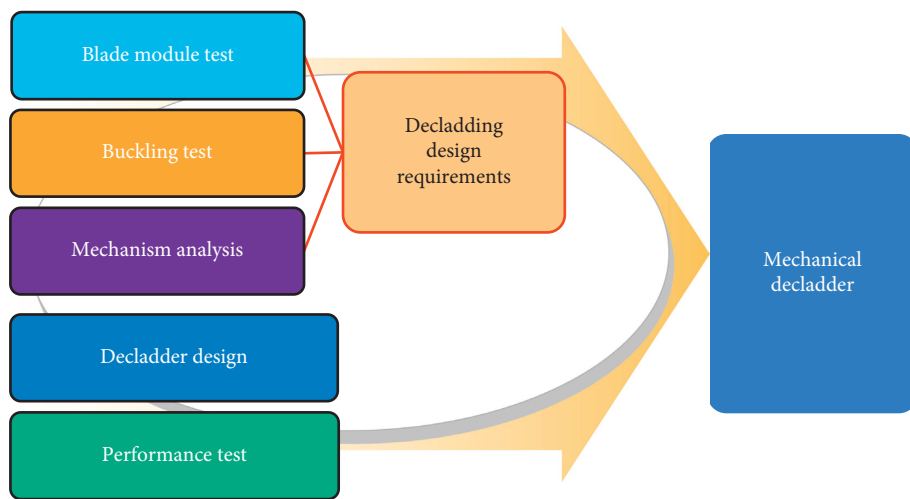 Blade module test
Buckling test
Mechanism analysis
Decladder design
Performance test
Decladding
design
requirements
Mechanical
decladder